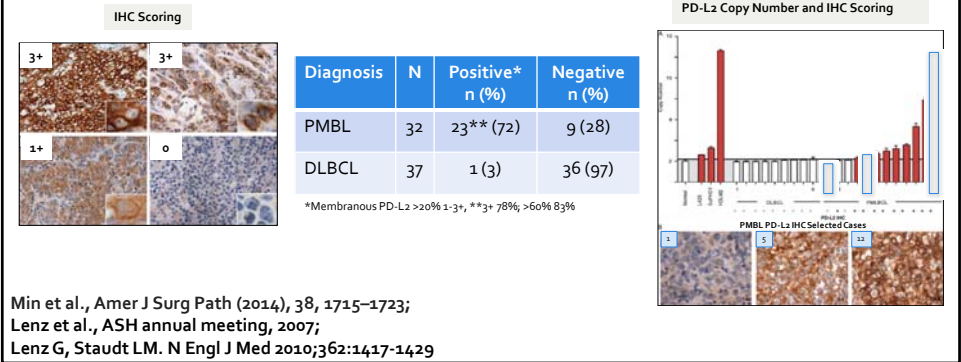 IHC Scoring
PD-L2 Copy Number and IHC Scoring
3+
3+
1+
0
Diagnosis N Positive* n (%) Negative n (%)
PMBL 32 23** (72) 9 (28)
DLBCL 37 1 (3) 36 (97)
*Membranous PD-L2 >20% 1-3+, **3+ 78%; >60% 83%
DLBCL
PMBCL
PD-L2 IHC
PMBL PD-L2 IHC Selected Cases
1
5
12
Min et al., Amer J Surg Path (2014), 38, 1715–1723;
Lenz et al., ASH annual meeting, 2007;
Lenz G, Staudt LM. N Engl J Med 2010;362:1417-1429